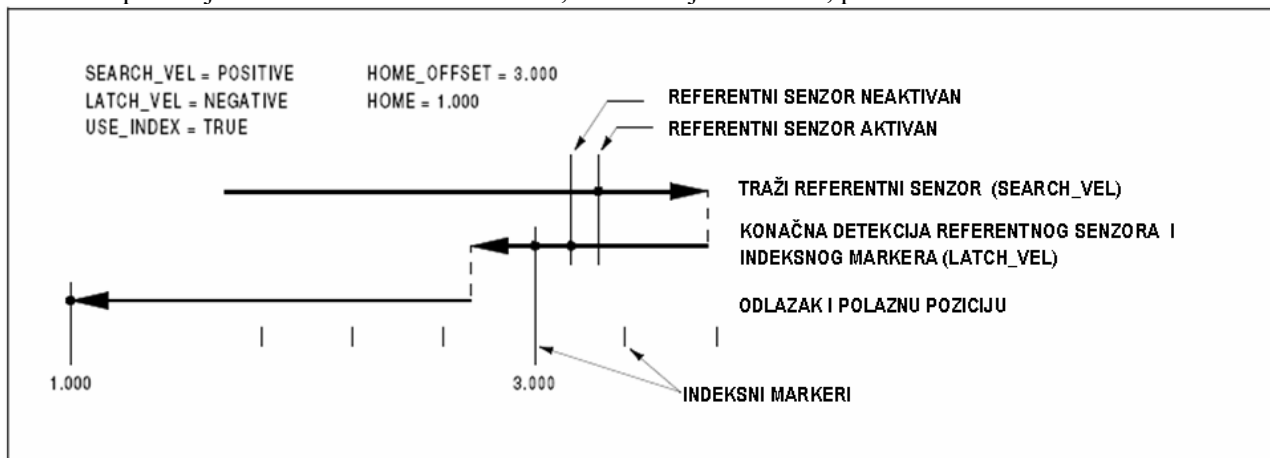 SEARCH_VEL = POSITIVE
LATCH_VEL = NEGATIVE
USE_INDEX = TRUE
HOME_OFFSET = 3.000
HOME = 1.000
REFERENTNI SENZOR NEAKTIVAN
REFERENTNI SENZOR AKTIVAN
TRAŽI REFERENTNI SENZOR (SEARCH_VEL)
KONAČNA DETEKCIJA REFERENTNOG SENZORA I
INDEKSNOG MARKERA (LATCH_VEL)
ODLAZAK I POLAZNU POZICIJU
1.000
3.000
INDEKSNI MARKERI